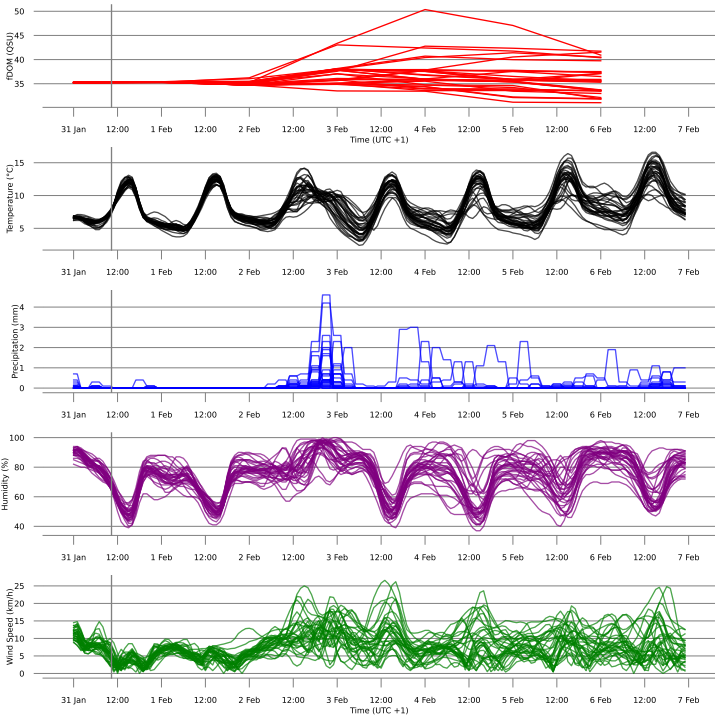 50
45
40
35
fDOM (QSU)
31 Jan 12:00 1 Feb 12:00 2 Feb 12:00 3 Feb 12:00 4 Feb 12:00 5 Feb 12:00 6 Feb 12:00 7 Feb
Time (UTC +1)
15
10
5
Temperature (°C)
31 Jan 12:00 1 Feb 12:00 2 Feb 12:00 3 Feb 12:00 4 Feb 12:00 5 Feb 12:00 6 Feb 12:00 7 Feb
4
3
2
1
0
Precipitation (mm)
31 Jan 12:00 1 Feb 12:00 2 Feb 12:00 3 Feb 12:00 4 Feb 12:00 5 Feb 12:00 6 Feb 12:00 7 Feb
100
80
60
40
Humidity (%)
31 Jan 12:00 1 Feb 12:00 2 Feb 12:00 3 Feb 12:00 4 Feb 12:00 5 Feb 12:00 6 Feb 12:00 7 Feb
25
20
15
10
5
0
Wind Speed (km/h)
31 Jan 12:00 1 Feb 12:00 2 Feb 12:00 3 Feb 12:00 4 Feb 12:00 5 Feb 12:00 6 Feb 12:00 7 Feb
Time (UTC +1)